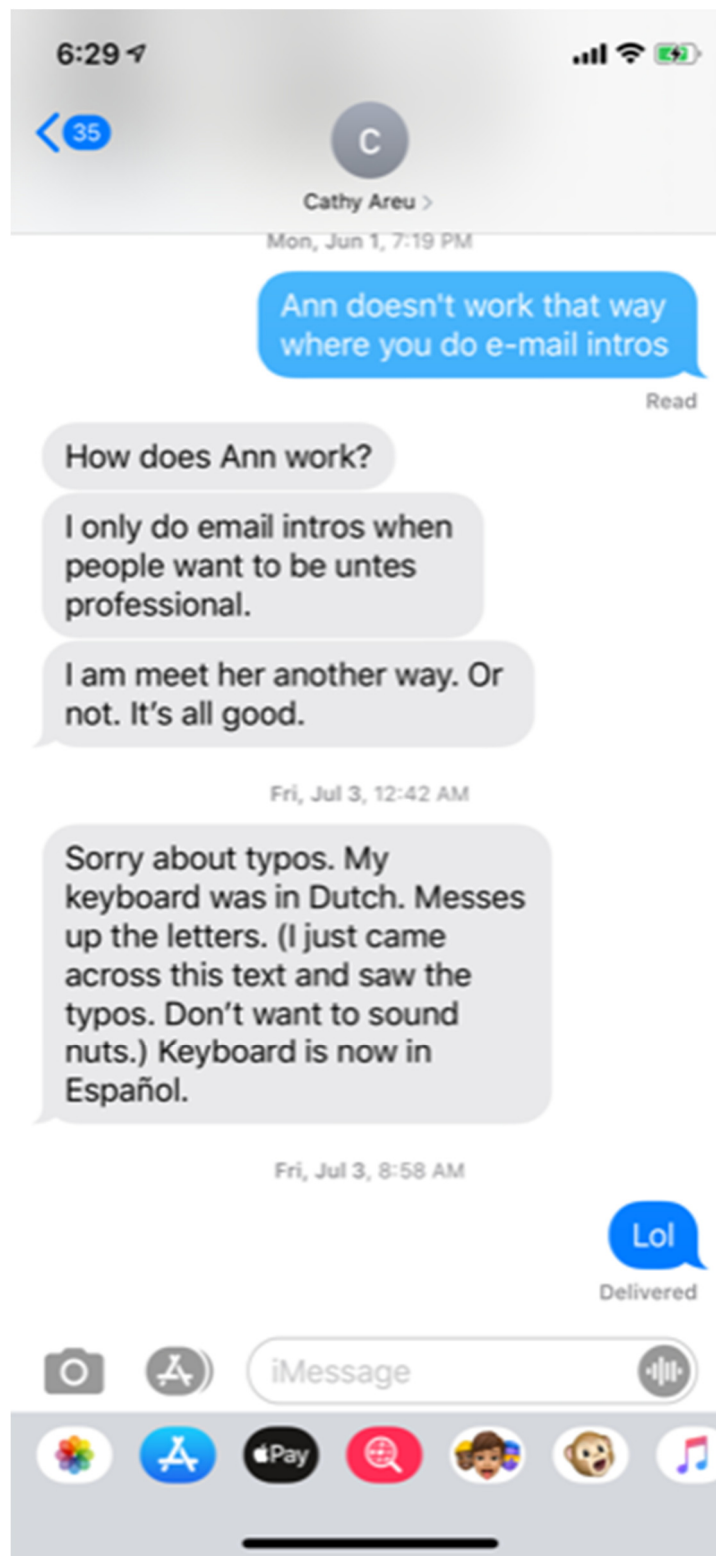 6:29
35
C
Cathy Areu >
Mon, Jun 1, 7:19 PM
Ann doesn't work that way
where you do e-mail intros
Read
How does Ann work?
I only do email intros when
people want to be untes
professional.
I am meet her another way. Or
not. It’s all good.
Fri, Jul 3, 12:42 AM
Sorry about typos. My
keyboard was in Dutch. Messes
up the letters. (I just came
across this text and saw the
typos. Don’t want to sound
nuts.) Keyboard is now in
Español.
Fri, Jul 3, 8:58 AM
Lol
Delivered
iMessage
Pay